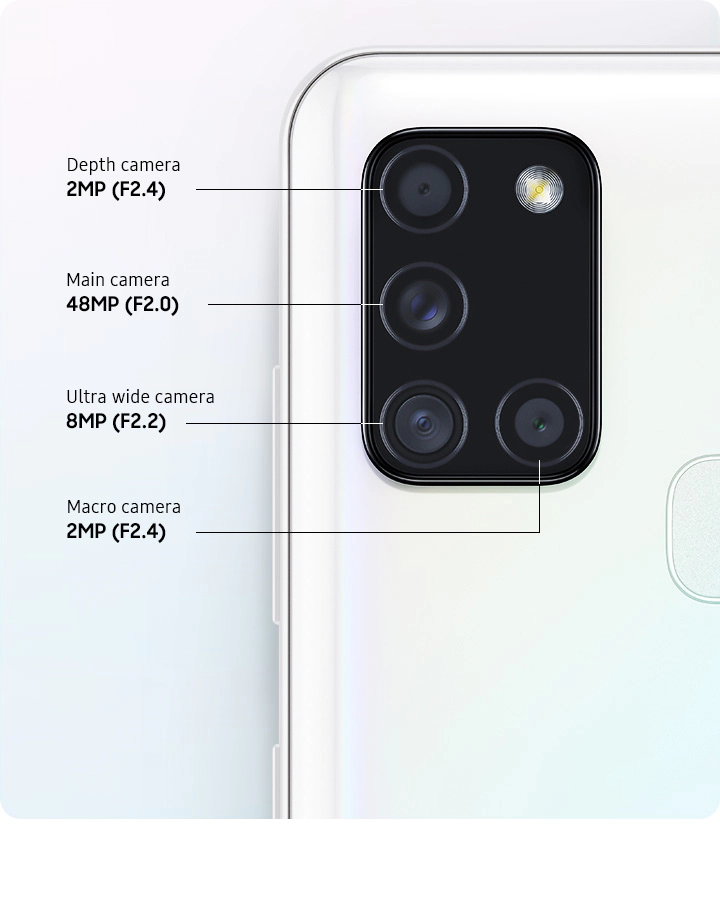 Depth camera
2MP (F2.4)
Main camera
48MP (F2.0)
Ultra wide camera
8MP (F2.2)
Macro camera
2MP (F2.4)